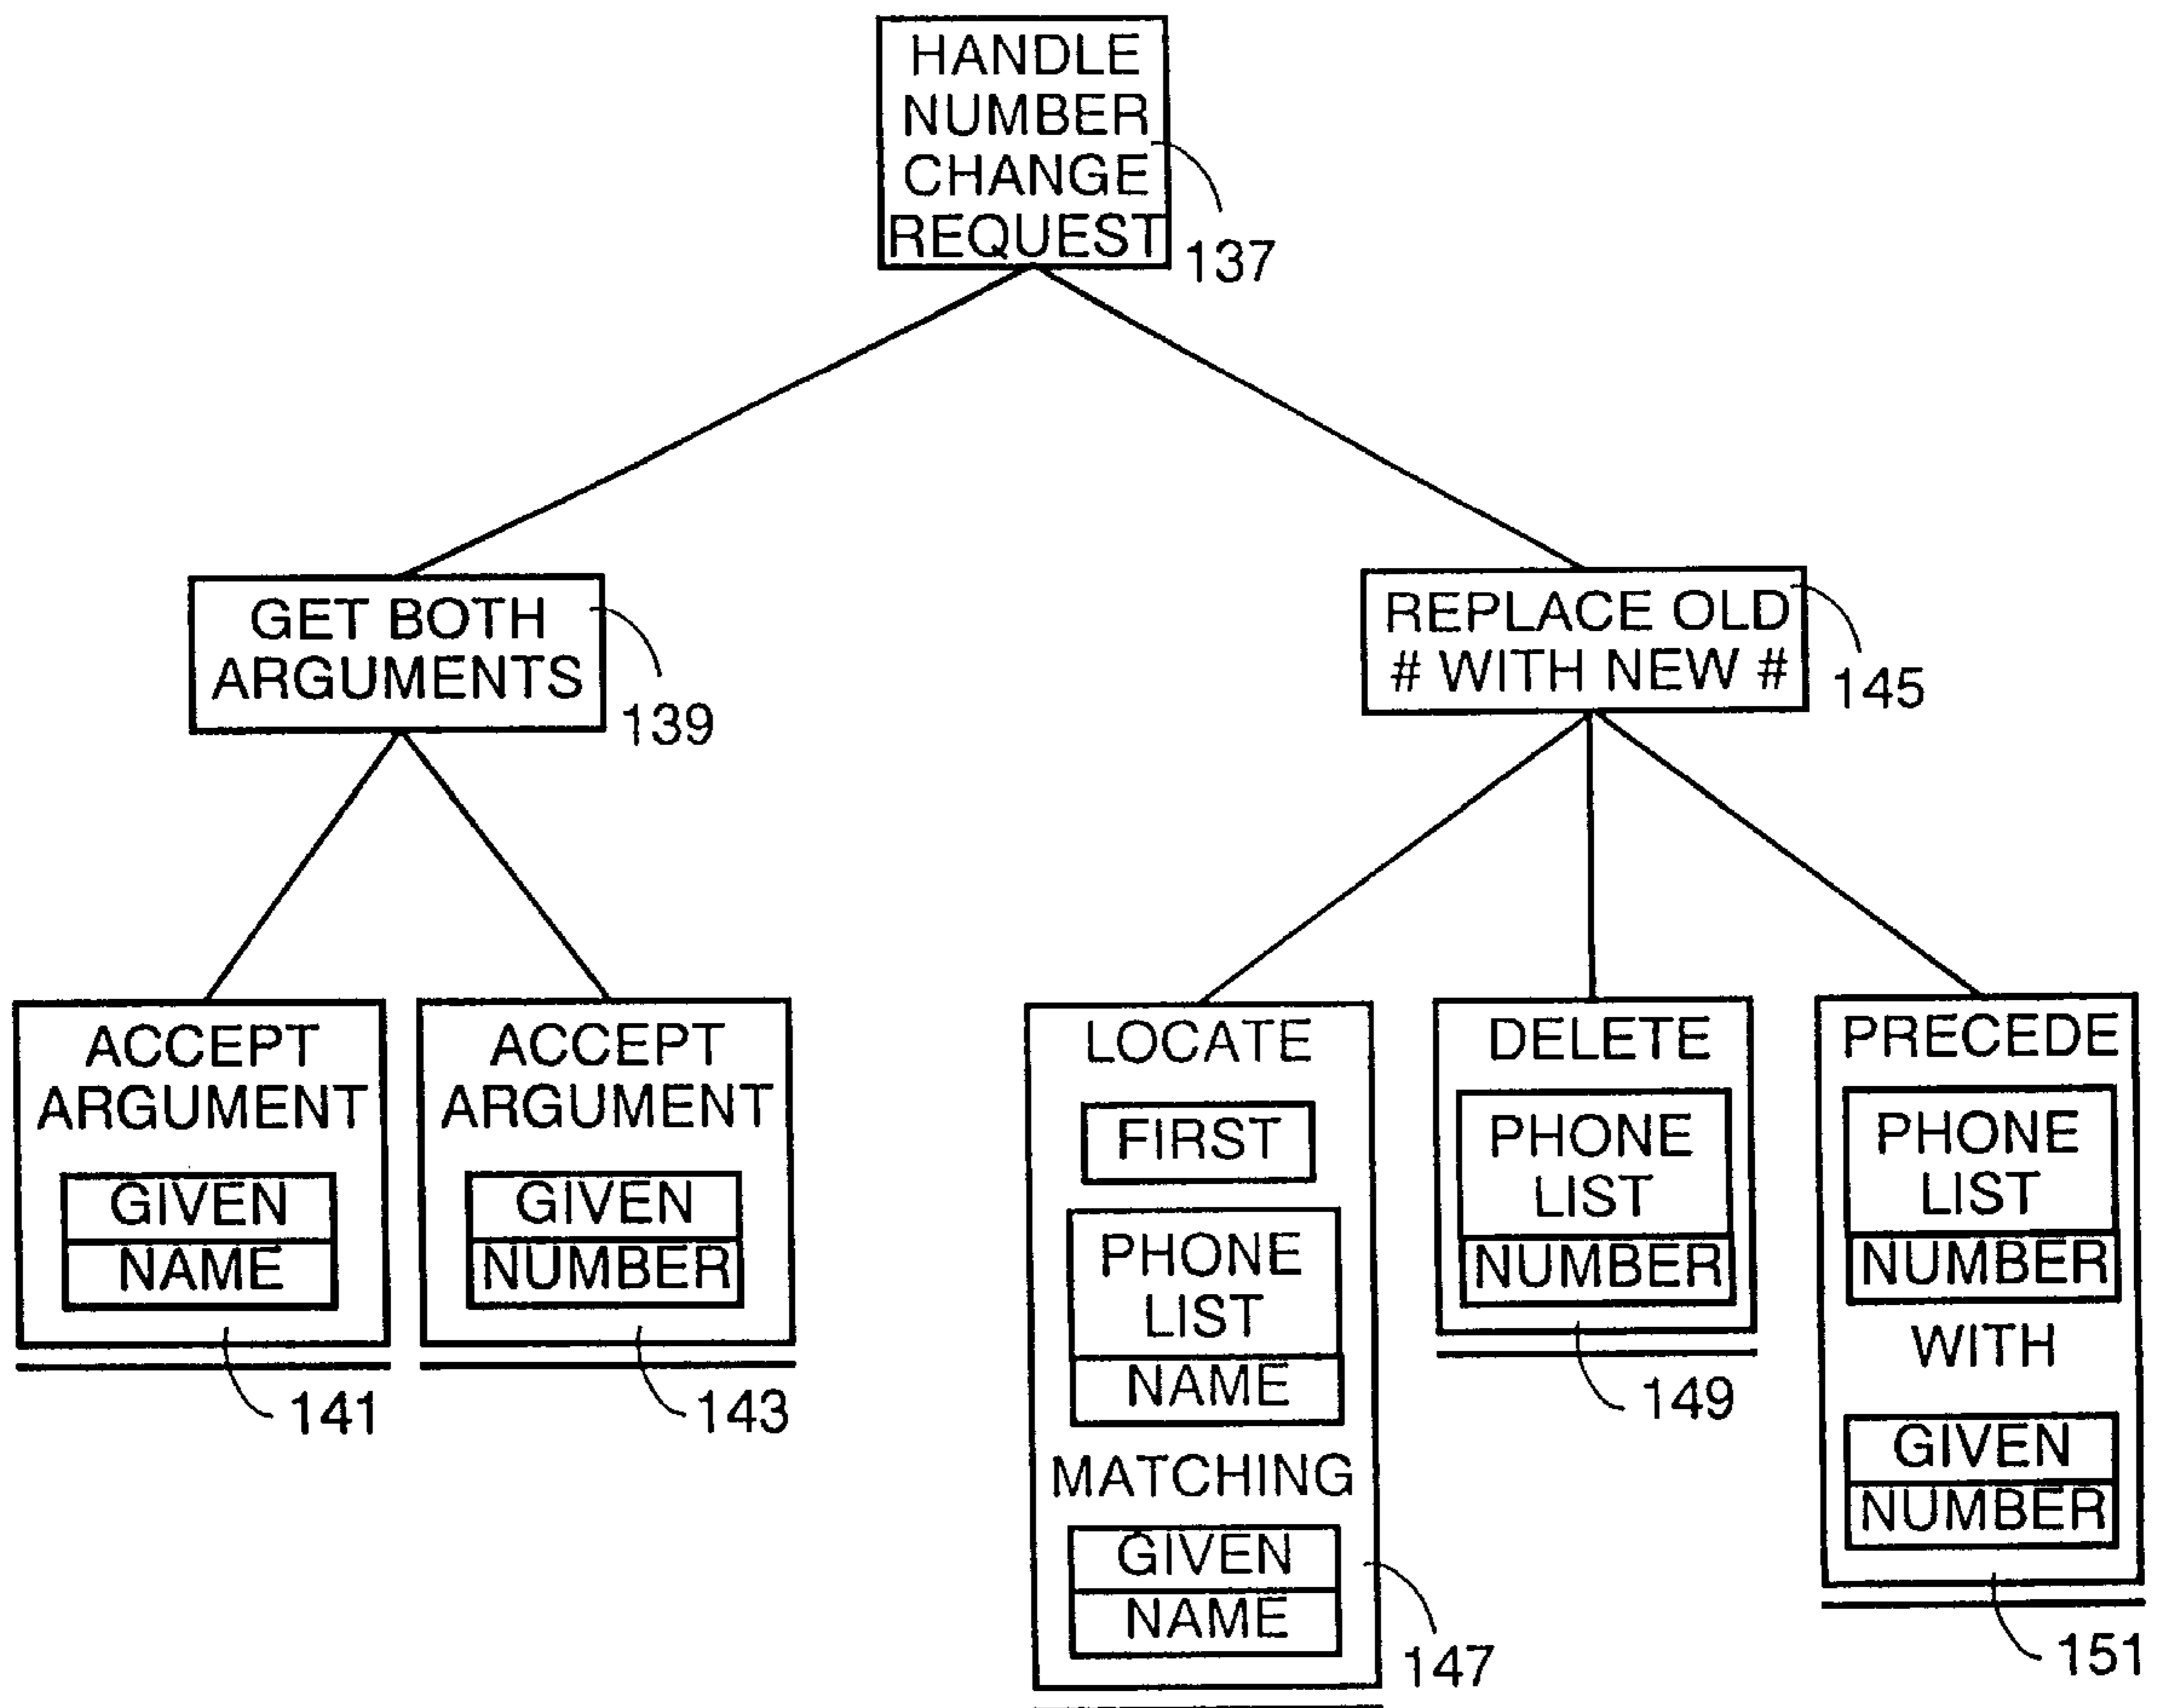 HANDLE
NUMBER
CHANGE
REQUEST
137
GET BOTH
ARGUMENTS
139
REPLACE OLD
# WITH NEW #
145
ACCEPT
ARGUMENT
GIVEN
NAME
141
ACCEPT
ARGUMENT
GIVEN
NUMBER
143
LOCATE
FIRST
PHONE
LIST
NAME
MATCHING
GIVEN
NAME
147
DELETE
PHONE
LIST
NUMBER
149
PRECEDE
PHONE
LIST
NUMBER
WITH
GIVEN
NUMBER
151